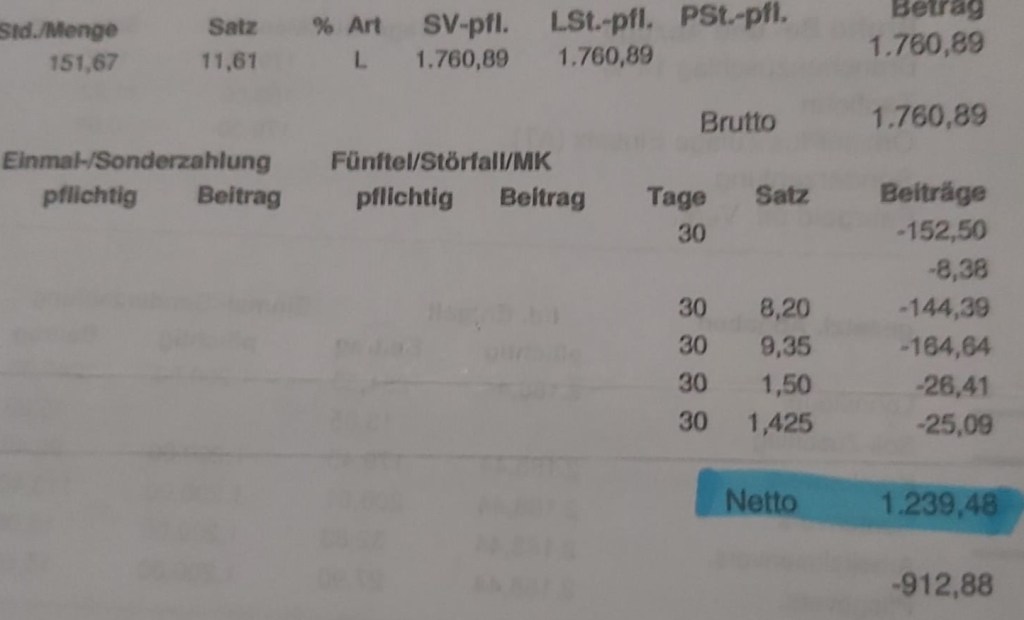 Std./Menge Satz % Art SV-pfl. LSt.-pfl. PSt.-pfl. Betrag
151,67 11,61 L 1.760,89 1.760,89 1.760,89
Brutto 1.760,89
Einmal-/Sonderzahlung Fünftel/Störfall/MK
pflichtig Beitrag pflichtig Beitrag Tage Satz Beiträge
30 -152,50
-8,38
30 8,20 -144,39
30 9,35 -164,64
30 1,50 -26,41
30 1,425 -25,09
Netto 1.239,48
-912,88